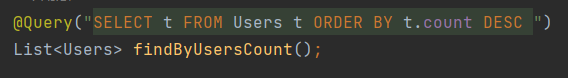 @Query("SELECT t FROM Users t ORDER BY t.count DESC ")
List<Users> findByUsersCount();